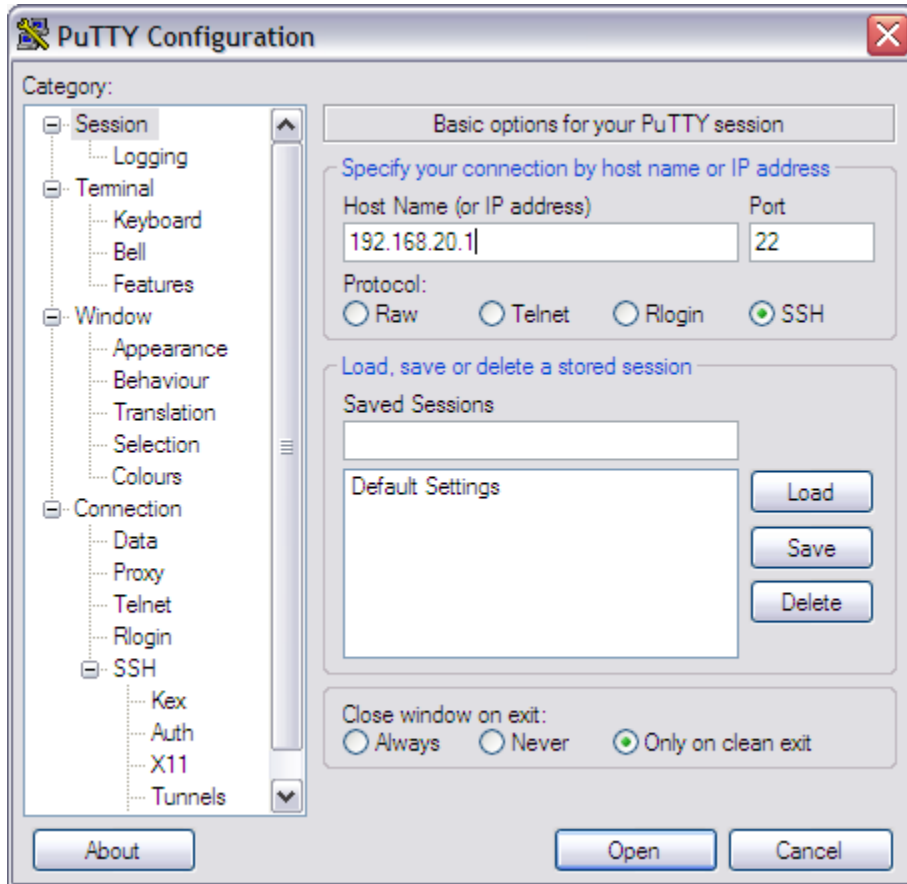 PuTTY Configuration
Category:
Session
Logging
Terminal
Keyboard
Bell
Features
Window
Appearance
Behaviour
Translation
Selection
Colours
Connection
Data
Proxy
Telnet
Rlogin
SSH
Kex
Auth
X11
Tunnels
Basic options for your PuTTY session
Specify your connection by host name or IP address
Host Name (or IP address) Port
192.168.20.1 22
Protocol:
Raw Telnet Rlogin SSH
Load, save or delete a stored session
Saved Sessions
Default Settings
Load
Save
Delete
Close window on exit:
Always Never Only on clean exit
About Open Cancel